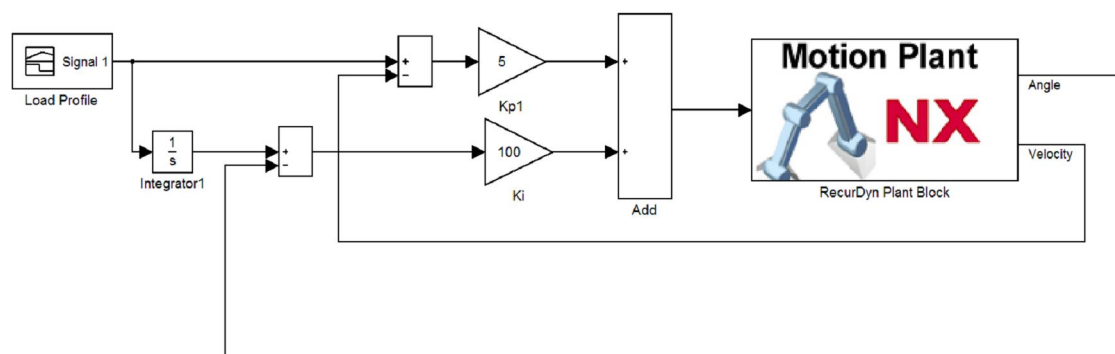 Signal 1
Load Profile
1
s
Integrator1
+
−
+
−
5
Kp1
100
Ki
+
+
Add
Motion Plant
NX
RecurDyn Plant Block
Angle
Velocity